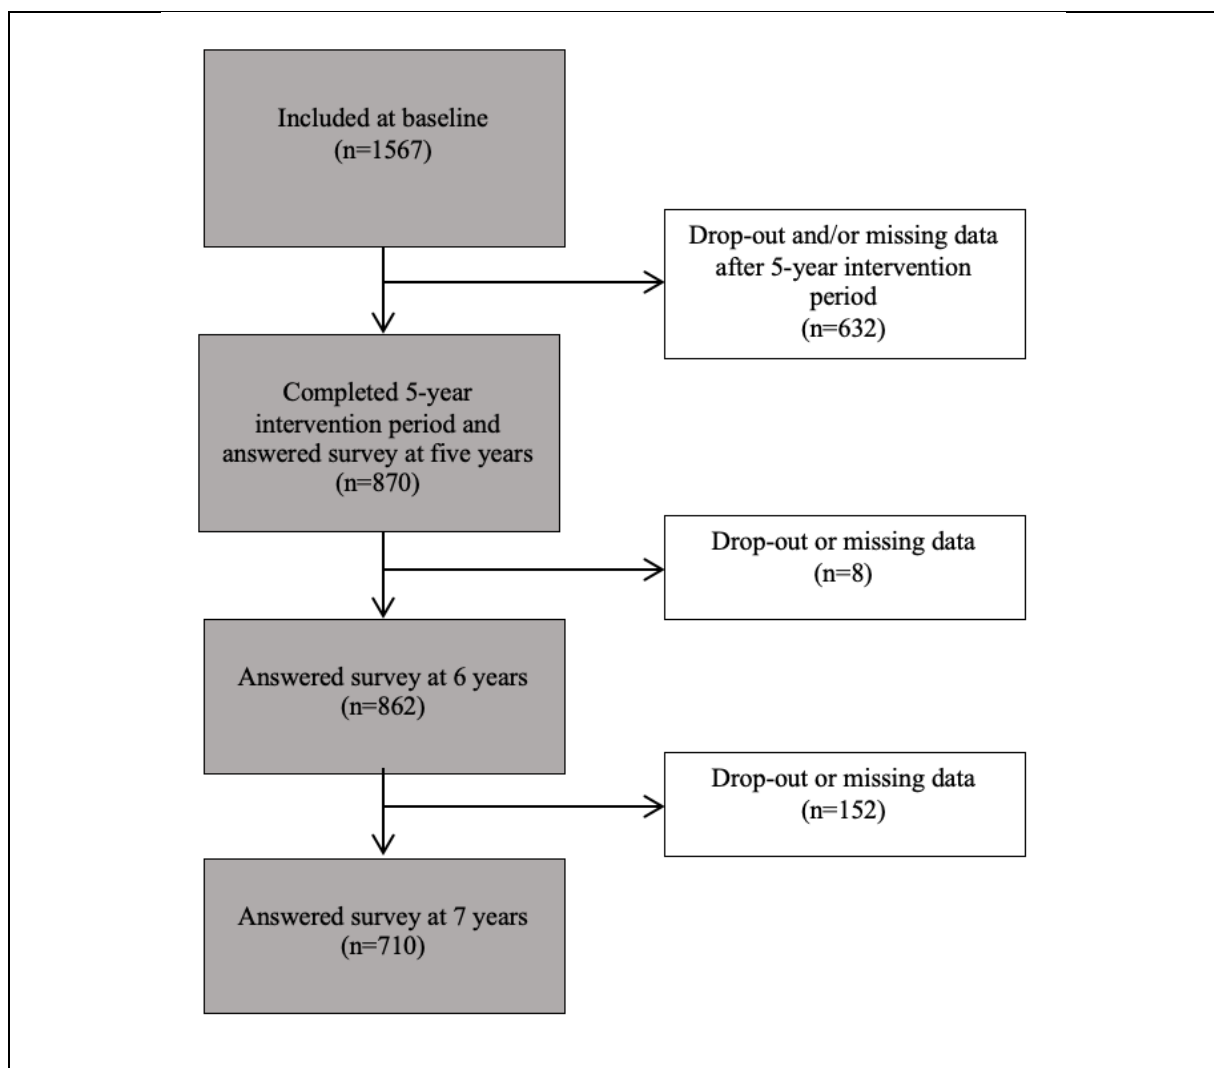 Included at baseline
(n=1567)
Drop-out and/or missing data
after 5-year intervention
period
(n=632)
Completed 5-year
intervention period and
answered survey at five years
(n=870)
Drop-out or missing data
(n=8)
Answered survey at 6 years
(n=862)
Drop-out or missing data
(n=152)
Answered survey at 7 years
(n=710)